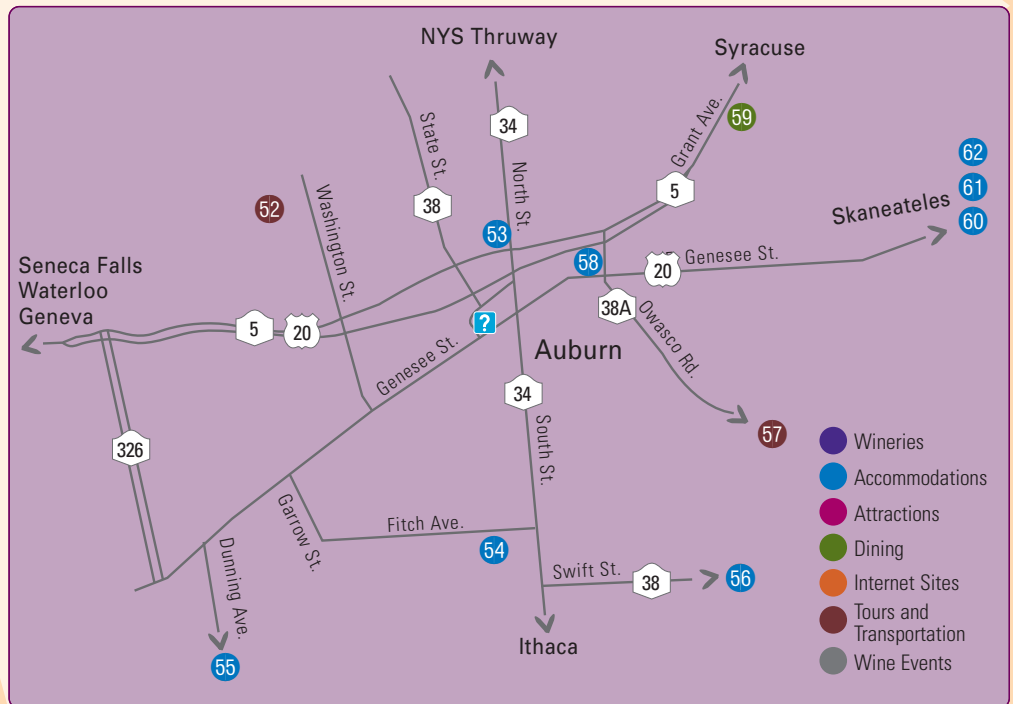 NYS Thruway
Syracuse
34
59
State St.
Grant Ave.
62
5
61
Washington St.
38
North St.
52
Skaneateles
60
53
Seneca Falls
Waterloo
Geneva
58
20
Genesee St.
5
20
38A
Owasco Rd.
?
Auburn
Genesee St.
34
326
South St.
57
Garrow St.
Fitch Ave.
54
Dunning Ave.
Swift St.
38
56
Ithaca
55
Wineries
Accommodations
Attractions
Dining
Internet Sites
Tours and
Transportation
Wine Events